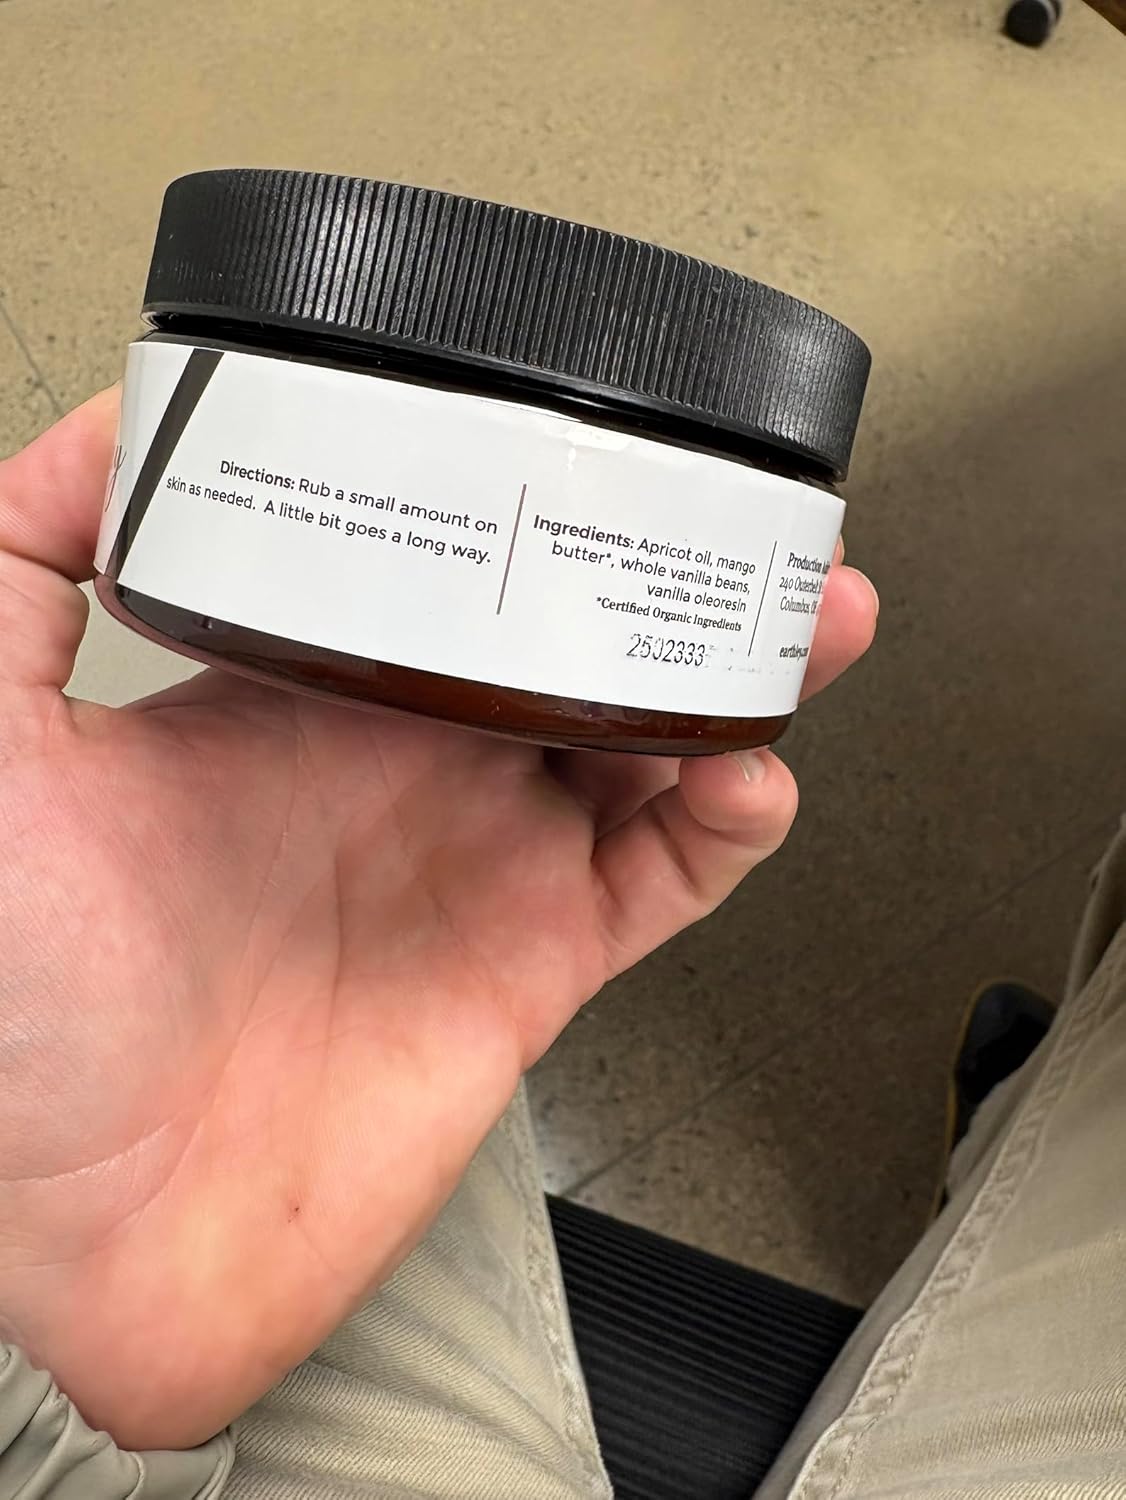 Directions: Rub a small amount on
skin as needed. A little bit goes a long way.
Ingredients: Apricot oil, mango
butter*, whole vanilla beans,
vanilla oleoresin
*Certified Organic Ingredients
Production
240
Columbus,